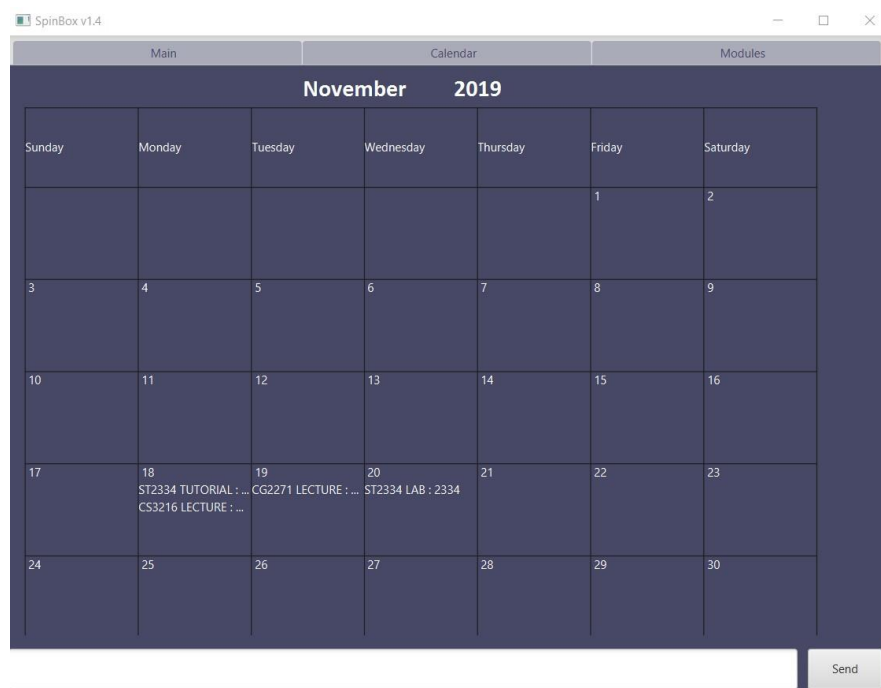 SpinBox v1.4
Main Calendar Modules
November 2019
Sunday Monday Tuesday Wednesday Thursday Friday Saturday
1 2
3 4 5 6 7 8 9
10 11 12 13 14 15 16
17 18 19 20 21 22 23
ST2334 TUTORIAL : ... CG2271 LECTURE : ... ST2334 LAB : 2334
CS3216 LECTURE : ...
24 25 26 27 28 29 30
Send